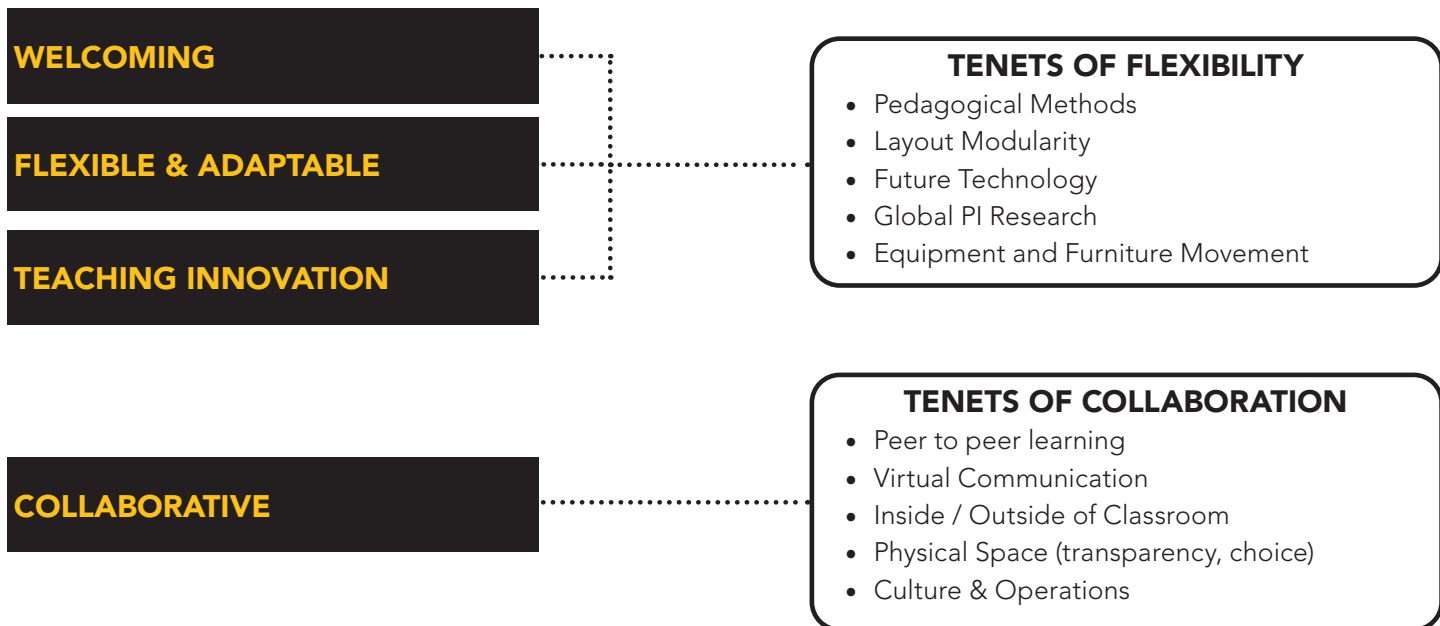 WELCOMING
FLEXIBLE & ADAPTABLE
TEACHING INNOVATION
TENETS OF FLEXIBILITY
• Pedagogical Methods
• Layout Modularity
• Future Technology
• Global PI Research
• Equipment and Furniture Movement
COLLABORATIVE
TENETS OF COLLABORATION
• Peer to peer learning
• Virtual Communication
• Inside / Outside of Classroom
• Physical Space (transparency, choice)
• Culture & Operations